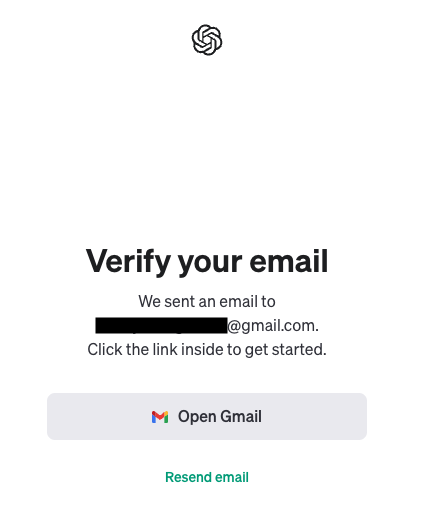 Verify your email
We sent an email to
@gmail.com.
Click the link inside to get started.
Open Gmail
Resend email